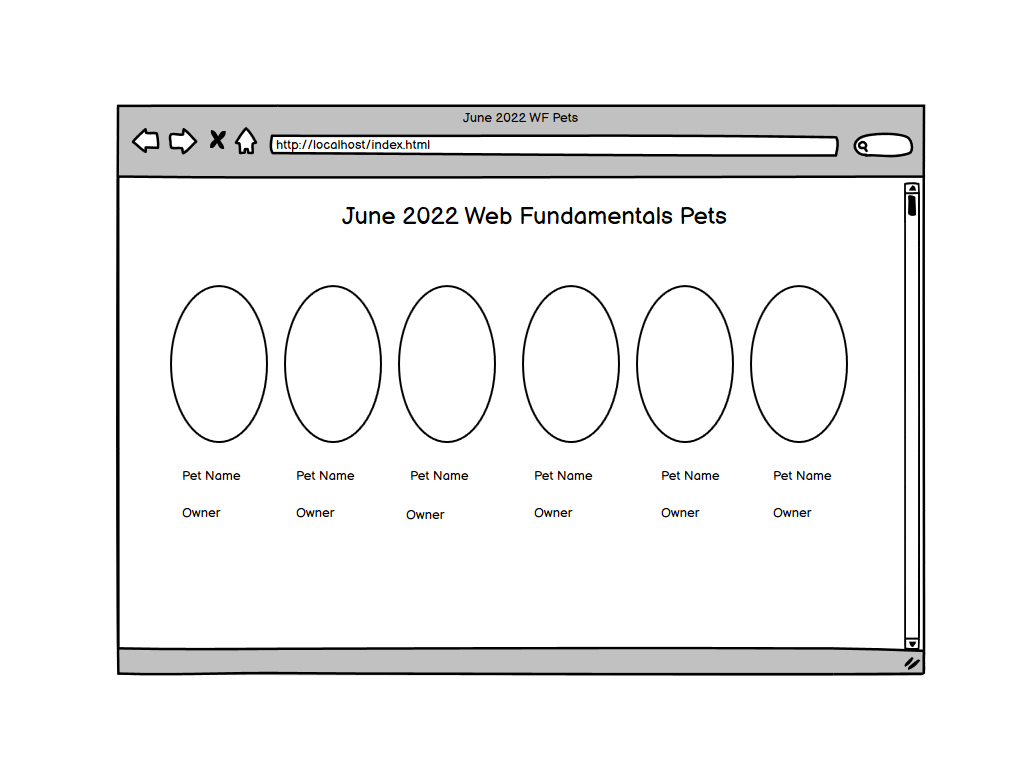 June 2022 WF Pets
http://localhost/index.html
June 2022 Web Fundamentals Pets
Pet Name Pet Name Pet Name Pet Name Pet Name Pet Name
Owner Owner Owner Owner Owner Owner